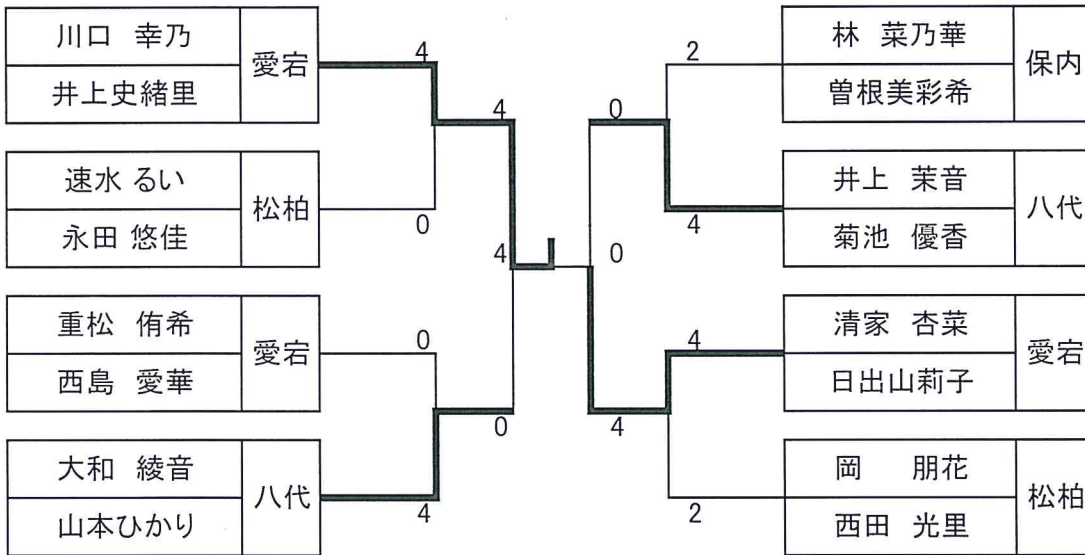 川口 幸乃
井上史緒里
愛宕
4
速水 るい
永田 悠佳
松柏
0
4
重松 侑希
西島 愛華
愛宕
0
大和 綾音
山本ひかり
八代
4
0
4
0
林 菜乃華
曽根美彩希
保内
2
井上 茉音
菊池 優香
八代
4
0
清家 杏菜
日出山莉子
愛宕
4
岡 朋花
西田 光里
松柏
2
4